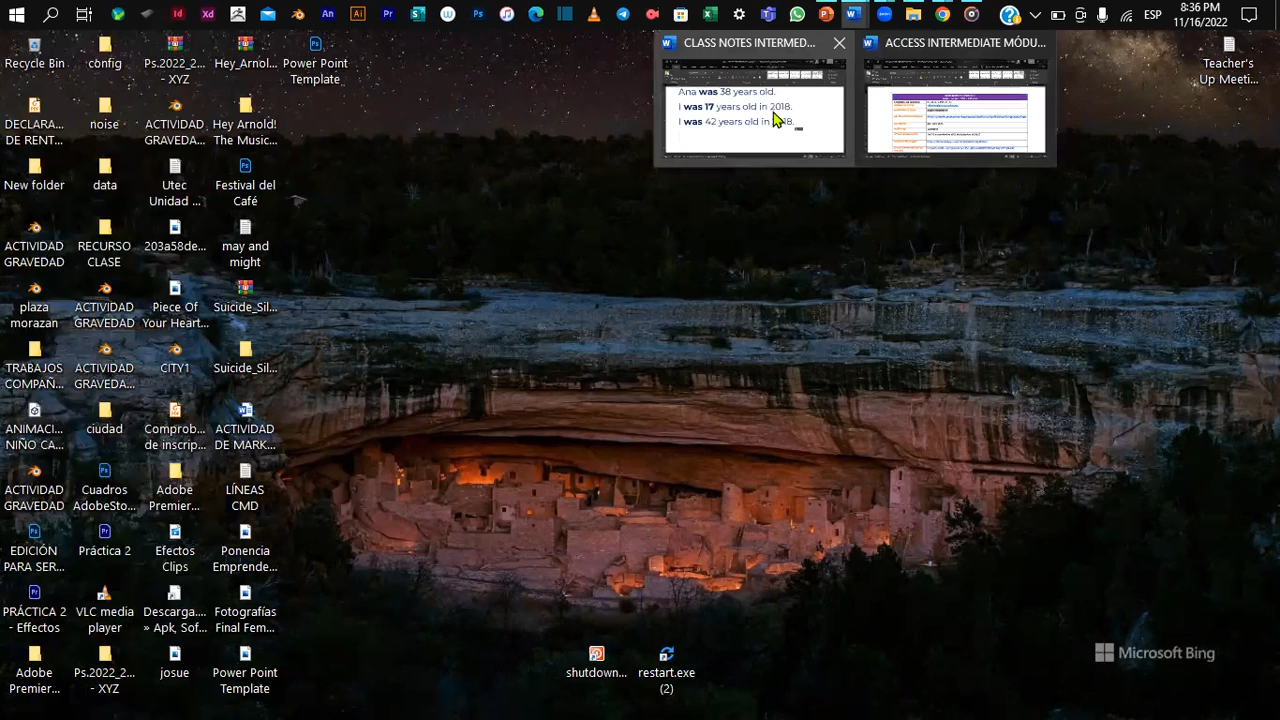 ESP
8:36 PM
11/16/2022
CLASS NOTES INTERMED...
ACCESS INTERMEDIATE MÓDU...
Ana was 38 years old.
I was 17 years old in 2018.
I was 42 years old in
Recycle Bin
config
Ps.2022_2...
- XYZ
Hey_Arnol...
Power Point
Template
Teacher's
Up Meeti...
DECLARA...
DE RENT...
noise
ACTIVIDAD
GRAVEDA...
The Music...
New folder
data
Utec
Unidad ...
Festival del
Café
ACTIVIDAD
GRAVEDAD
RECURSO
CLASE
203a58de...
may and
might
plaza
morazan
ACTIVIDAD
GRAVEDAD
Piece Of
Your Heart...
Suicide_Sil...
TRABAJOS
COMPAÑ...
ACTIVIDAD
GRAVEDA...
CITY1
Suicide_Sil...
ANIMACI...
NIÑO CA...
ciudad
Comprob...
de inscrip...
ACTIVIDAD
DE MARK...
ACTIVIDAD
GRAVEDAD
Cuadros
AdobeSto...
Adobe
Premier...
LÍNEAS
CMD
EDICIÓN
PARA SER...
Práctica 2
Efectos
Clips
Ponencia
Emprende...
PRÁCTICA 2
- Efectos
VLC media
player
Descarga....
» Apk, Sof...
Fotografías
Final Fem...
Adobe
Premier...
Ps.2022_2...
- XYZ
josue
Power Point
Template
shutdown...
restart.exe
(2)
Microsoft Bing